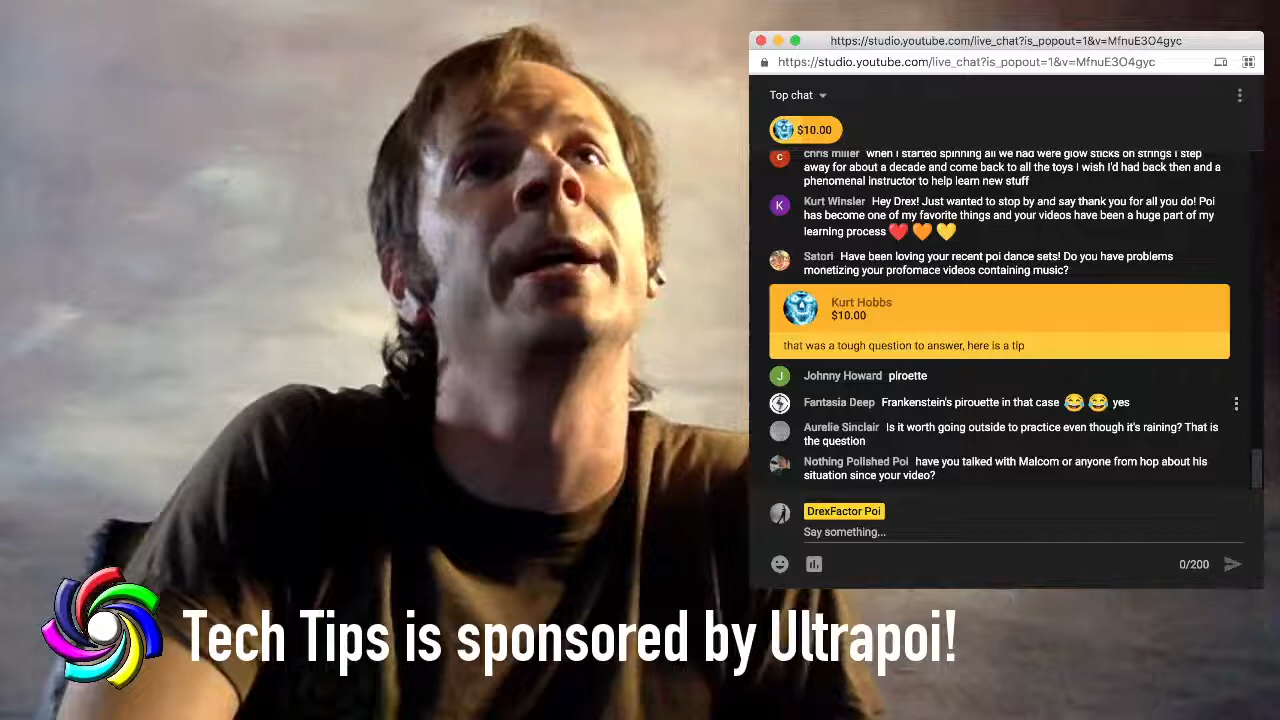 https://studio.youtube.com/live_chat?is_popout=1&v=MfnuE3O4gyc
https://studio.youtube.com/live_chat?is_popout=1&v=MfnuE3O4gyc
Top chat
$10.00
C chris miller when I started spinning all we had were glow sticks on strings I step
away for about a decade and come back to all the toys I wish I'd had back then and a
phenomenal instructor to help learn new stuff
K Kurt Winsler Hey Drex! Just wanted to stop by and say thank you for all you do! Poi
has become one of my favorite things and your videos have been a huge part of my
learning process ❤️ 🧡 💛
Satori Have been loving your recent poi dance sets! Do you have problems
monetizing your profomace videos containing music?
Kurt Hobbs
$10.00
that was a tough question to answer, here is a tip
J Johnny Howard piroette
Fantasia Deep Frankenstein's pirouette in that case 😂 😂 yes
Aurelie Sinclair Is it worth going outside to practice even though it's raining? That is
the question
Nothing Polished Poi have you talked with Malcom or anyone from hop about his
situation since your video?
DrexFactor Poi
Say something...
0/200
Tech Tips is sponsored by Ultrapoi!